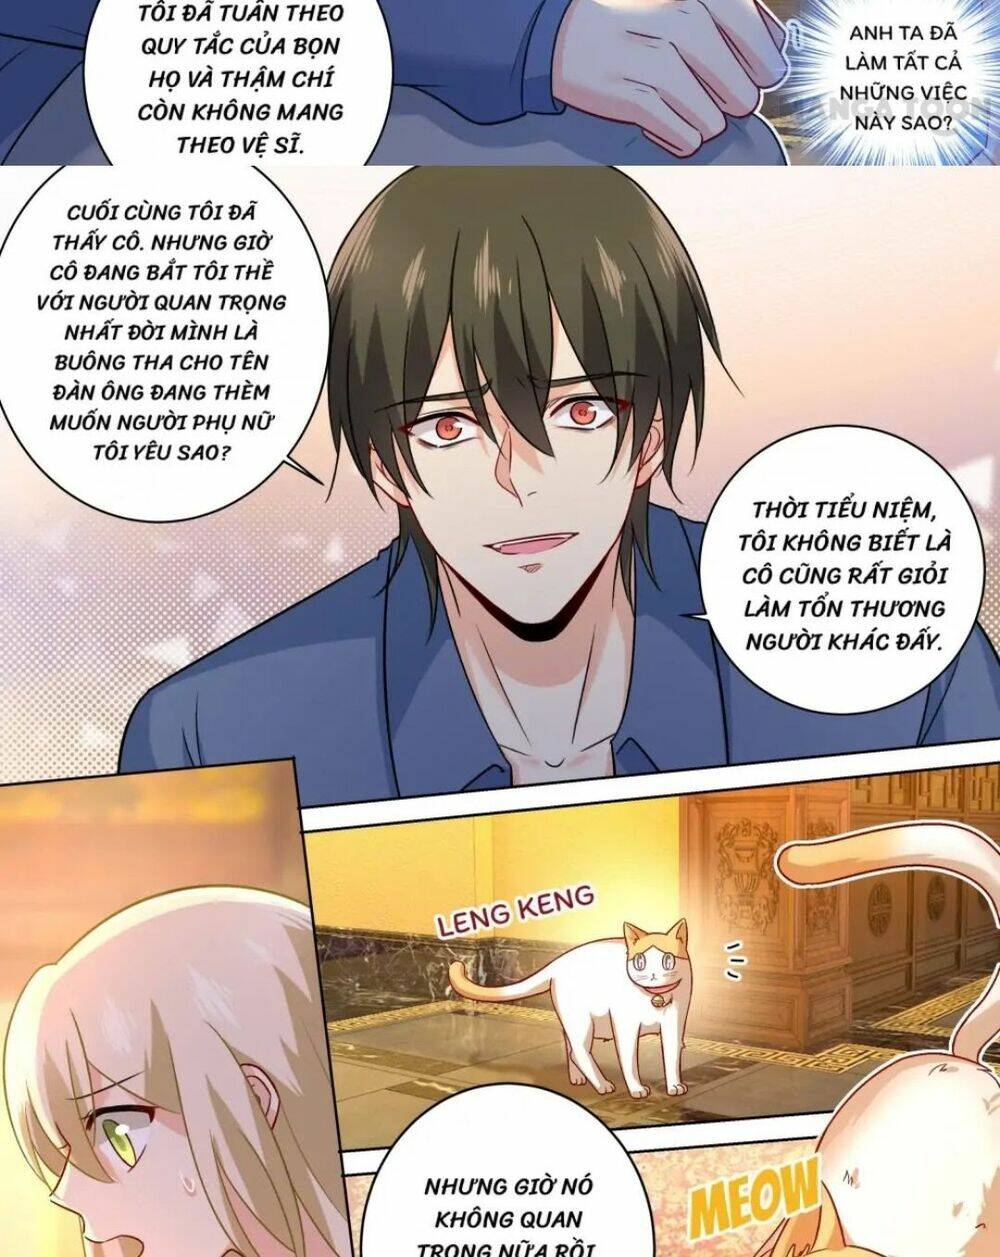 TÔI ĐÃ TUÂN THEO
QUY TẮC CỦA BỌN
HỌ VÀ THẬM CHÍ
CÒN KHÔNG MANG
THEO VỆ SĨ.
ANH TA ĐÃ
LÀM TẤT CẢ
NHỮNG VIỆC
NÀY SAO?
MANGATOON
CUỐI CÙNG TÔI ĐÃ
THẤY CÔ. NHƯNG GIỜ
CÔ ĐANG BẮT TÔI THỀ
VỚI NGƯỜI QUAN TRỌNG
NHẤT ĐỜI MÌNH LÀ
BUÔNG THA CHO TÊN
ĐÀN ÔNG ĐANG THÈM
MUỐN NGƯỜI PHỤ NỮ
TÔI YÊU SAO?
THỜI TIỂU NIỆM,
TÔI KHÔNG BIẾT LÀ
CÔ CŨNG RẤT GIỎI
LÀM TỔN THƯƠNG
NGƯỜI KHÁC ĐẤY.
LENG KENG
MEOW
NHƯNG GIỜ NÓ
KHÔNG QUAN
TRỌNG NỮA RỒI